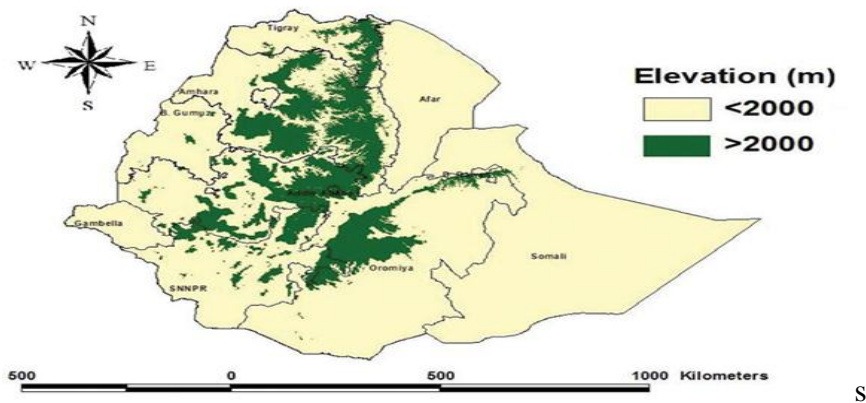 N
Tigray
W E
Elevation (m)
Amhara
S
<2000
Afar
B. Gumuz
>2000
Gambella
Somali
Oromiya
SNNPR
500 0 500 1000 Kilometers
s